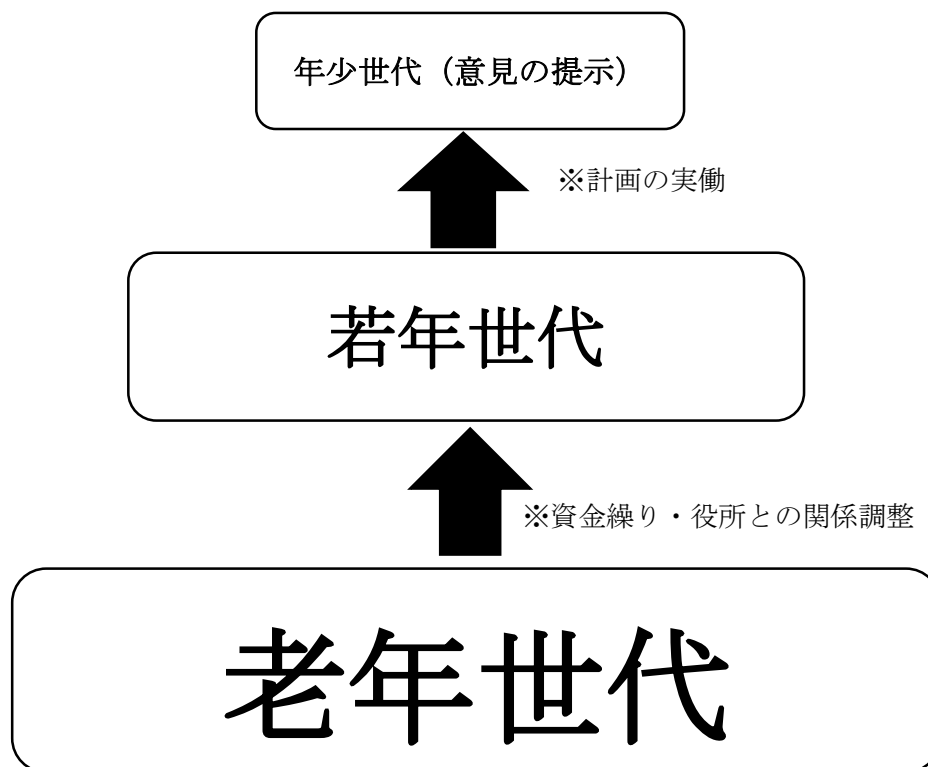 年少世代（意見の提示）
※計画の実働
若年世代
※資金繰り・役所との関係調整
老年世代